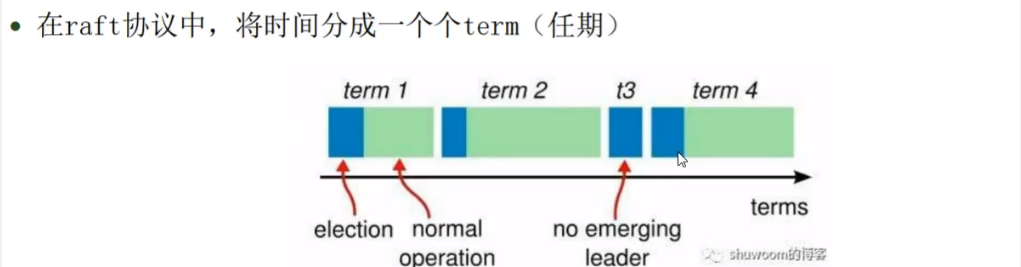 在raft协议中，将时间分成一个个term（任期）
term 1 term 2 t3 term 4
terms
election normal operation no emerging leader
shuwoom的博客